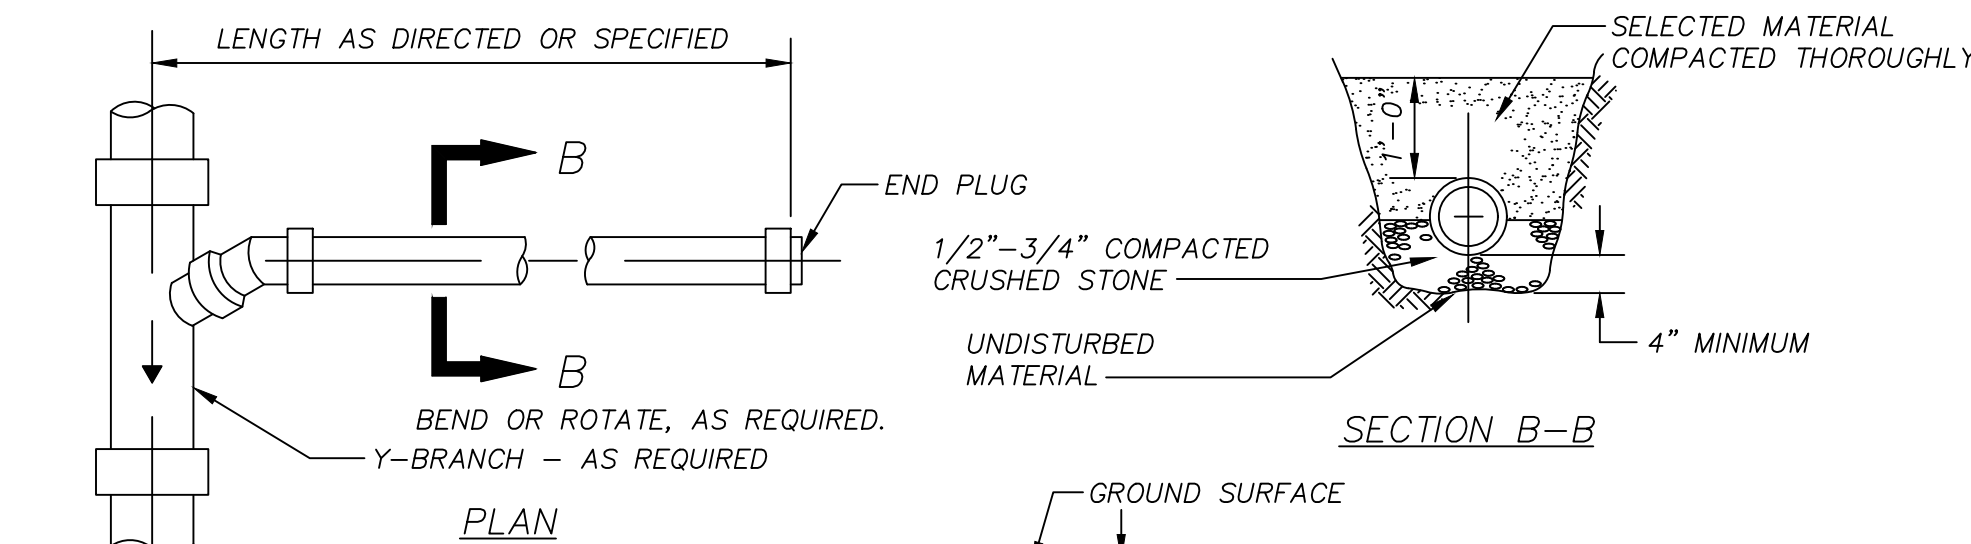 LENGTH AS DIRECTED OR SPECIFIED
B
END PLUG
B
BEND OR ROTATE, AS REQUIRED.
Y-BRANCH - AS REQUIRED
PLAN
SELECTED MATERIAL
COMPACTED THOROUGHLY
1'-0"
1/2"-3/4" COMPACTED
CRUSHED STONE
UNDISTURBED
MATERIAL
4" MINIMUM
SECTION B-B
GROUND SURFACE